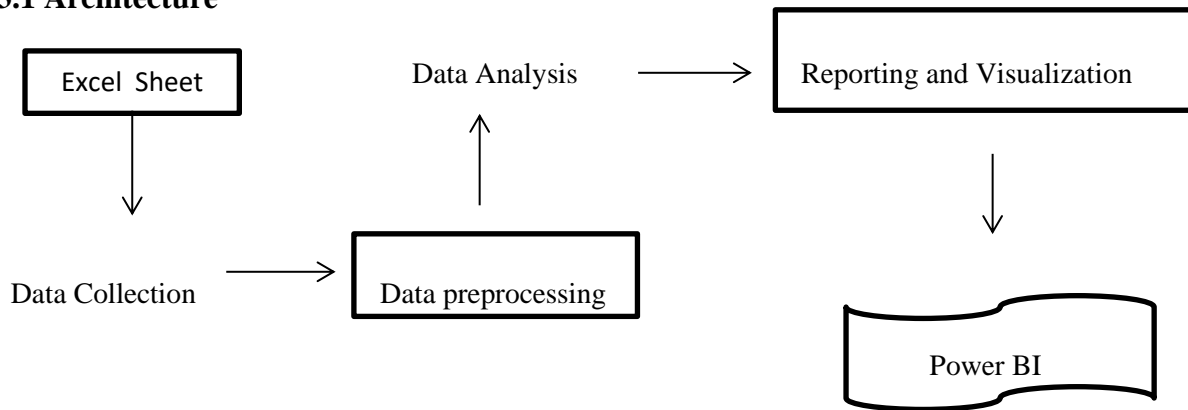 3.1 Architecture
Excel Sheet
Data Analysis
Reporting and Visualization
Data Collection
Data preprocessing
Power BI